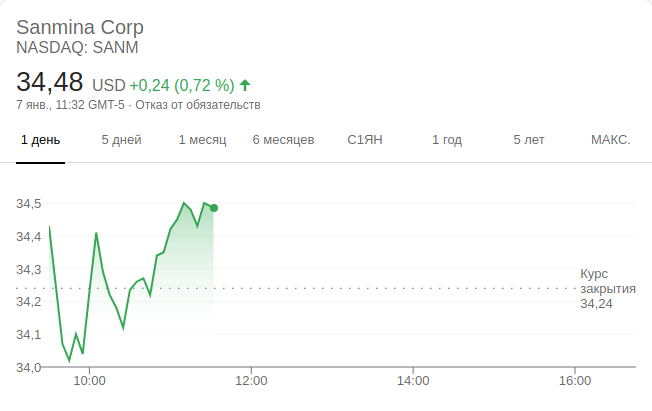 Sanmina Corp
NASDAQ: SANM
34,48 USD +0,24 (0,72 %)
7 янв., 11:32 GMT-5 · Отказ от обязательств
1 день 5 дней 1 месяц 6 месяцев С1ЯН 1 год 5 лет МАКС.
34,5
34,4
34,3
34,2
34,1
34,0
Курс
закрытия
34,24
10:00 12:00 14:00 16:00